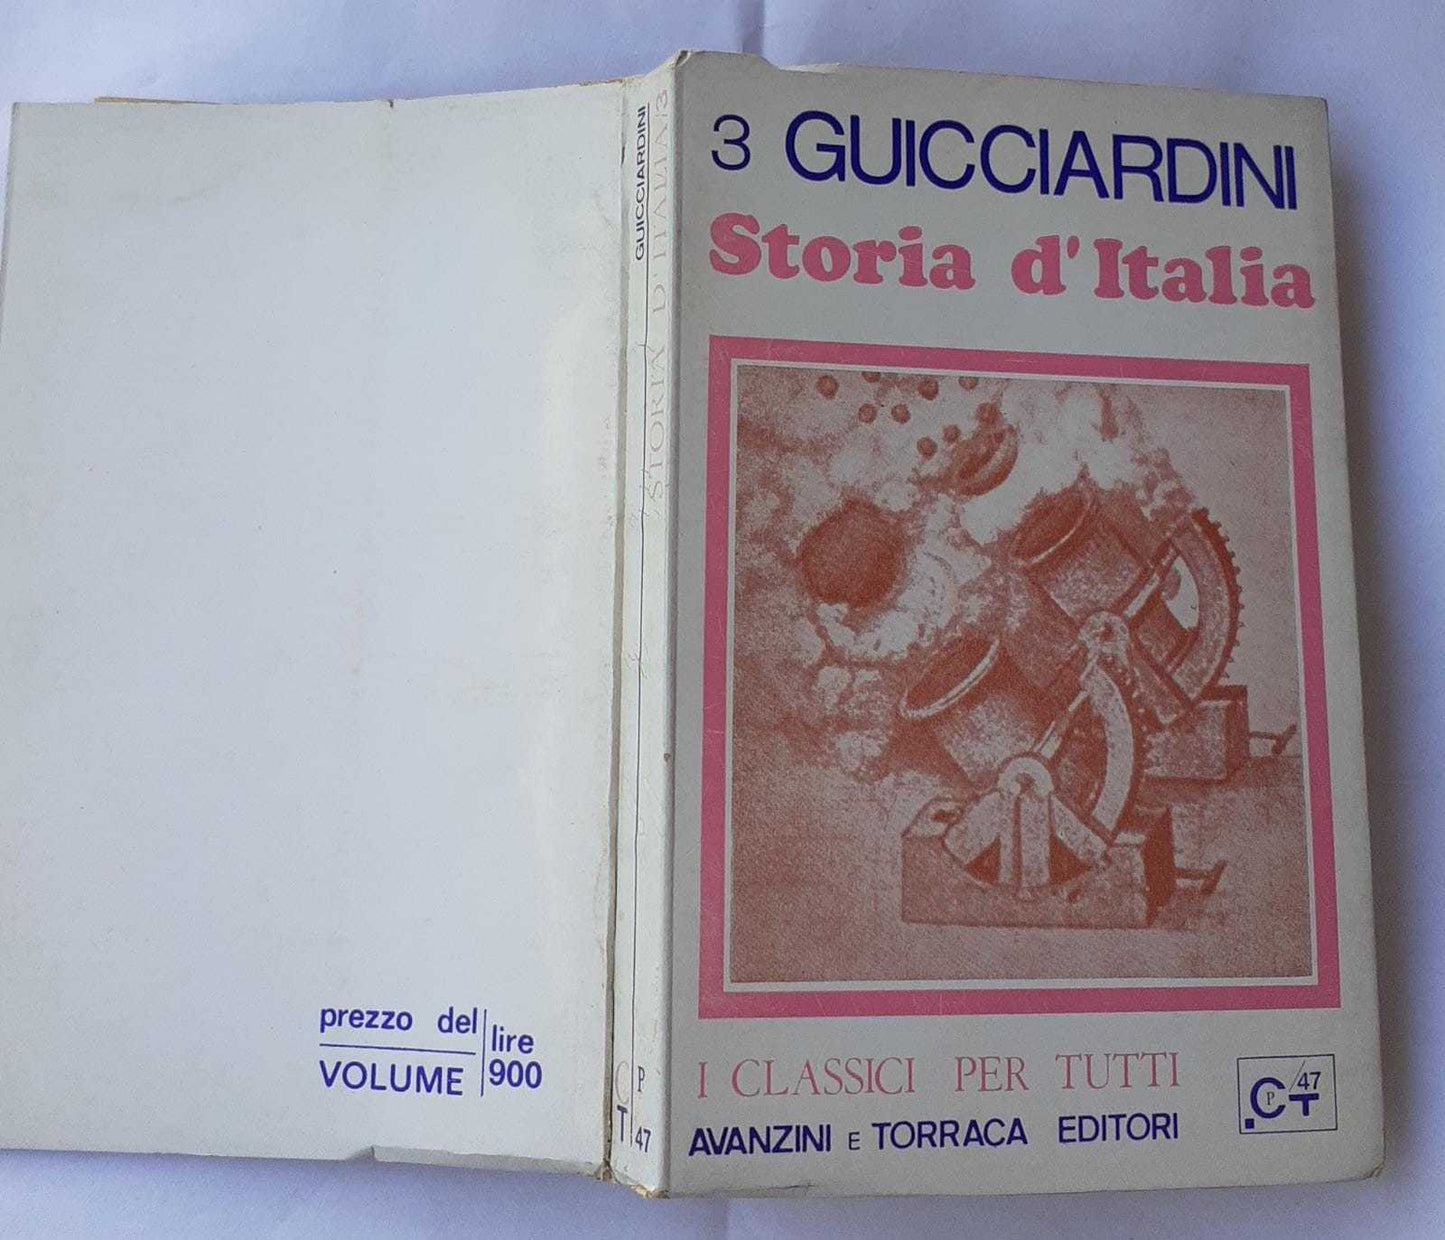 3 GUICCIARDINI
Storia d'Italia
I CLASSICI PER TUTTI
AVANZINI E TORRACA EDITORI
CPT/47
GUICCIARDINI
STORIA D'ITALIA/3
C P
T 47
prezzo del VOLUME
lire 900